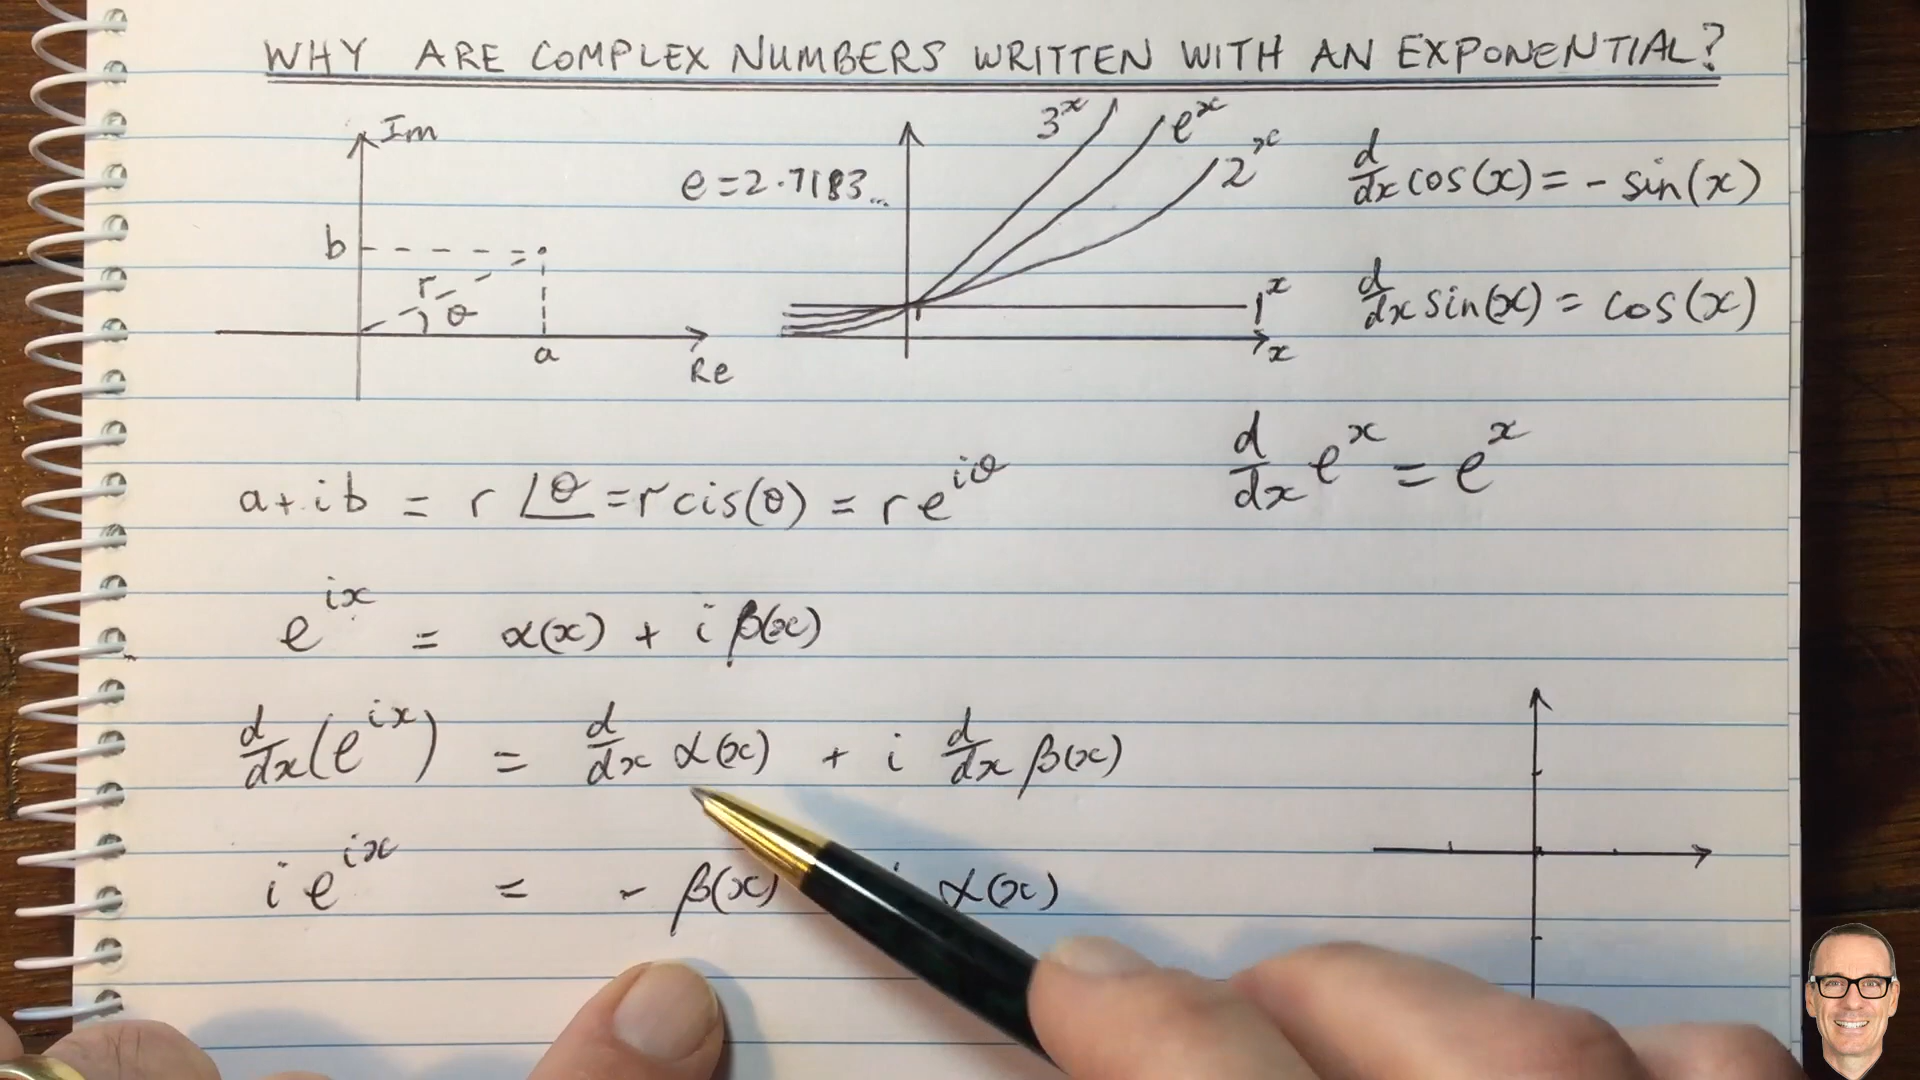 WHY ARE COMPLEX NUMBERS WRITTEN WITH AN EXPONENTIAL?
Im
b
r
θ
a
Re
e=2.7183...
3^x
e^x
2^x
1^x
x
d/dx cos(x) = - sin(x)
d/dx sin(x) = cos(x)
d/dx e^x = e^x
a+ib = r ∠θ = r cis(θ) = r e^{iθ}
e^{ix} = α(x) + i β(x)
d/dx (e^{ix}) = d/dx α(x) + i d/dx β(x)
i e^{ix} = - β(x) i α(x)